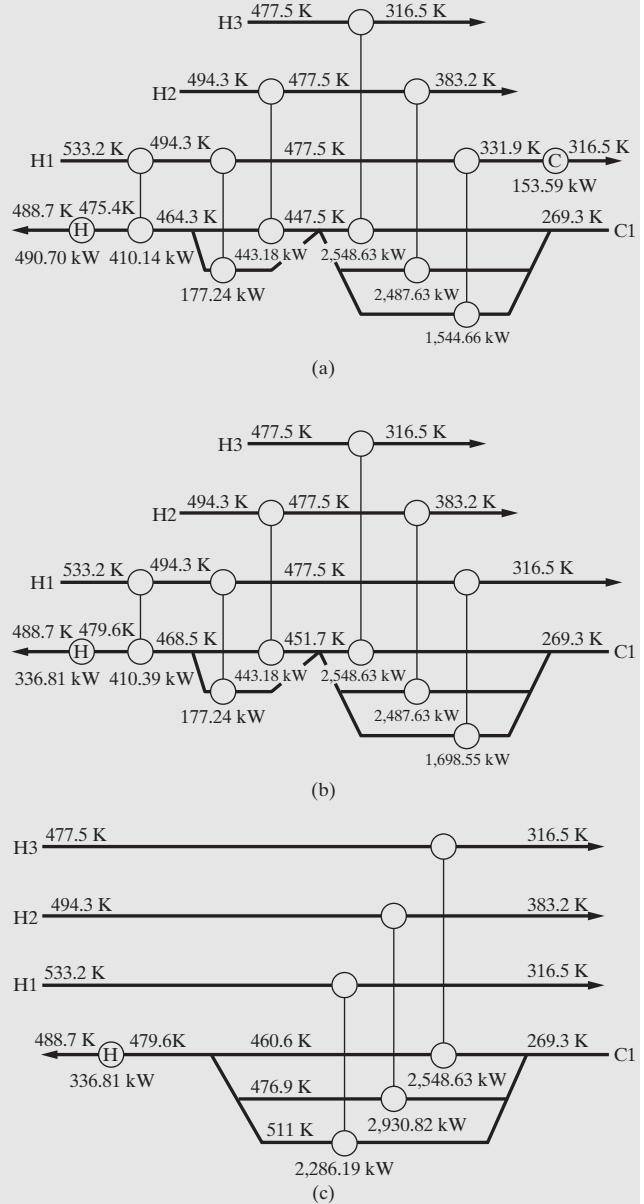 477.5 K 316.5 K
H3
494.3 K 477.5 K 383.2 K
H2
533.2 K 494.3 K 477.5 K 331.9 K 316.5 K
H1 C
153.59 kW
488.7 K 475.4K 464.3 K 447.5 K 269.3 K
H C1
490.70 kW 410.14 kW 443.18 kW 2,548.63 kW
177.24 kW 2,487.63 kW
1,544.66 kW
(a)
477.5 K 316.5 K
H3
494.3 K 477.5 K 383.2 K
H2
533.2 K 494.3 K 477.5 K 316.5 K
H1
488.7 K 479.6K 468.5 K 451.7 K 269.3 K
H C1
336.81 kW 410.39 kW 443.18 kW 2,548.63 kW
177.24 kW 2,487.63 kW
1,698.55 kW
(b)
477.5 K 316.5 K
H3
494.3 K 383.2 K
H2
533.2 K 316.5 K
H1
488.7 K 479.6K 460.6 K 269.3 K
H C1
336.81 kW 2,548.63 kW
476.9 K
2,930.82 kW
511 K
2,286.19 kW
(c)